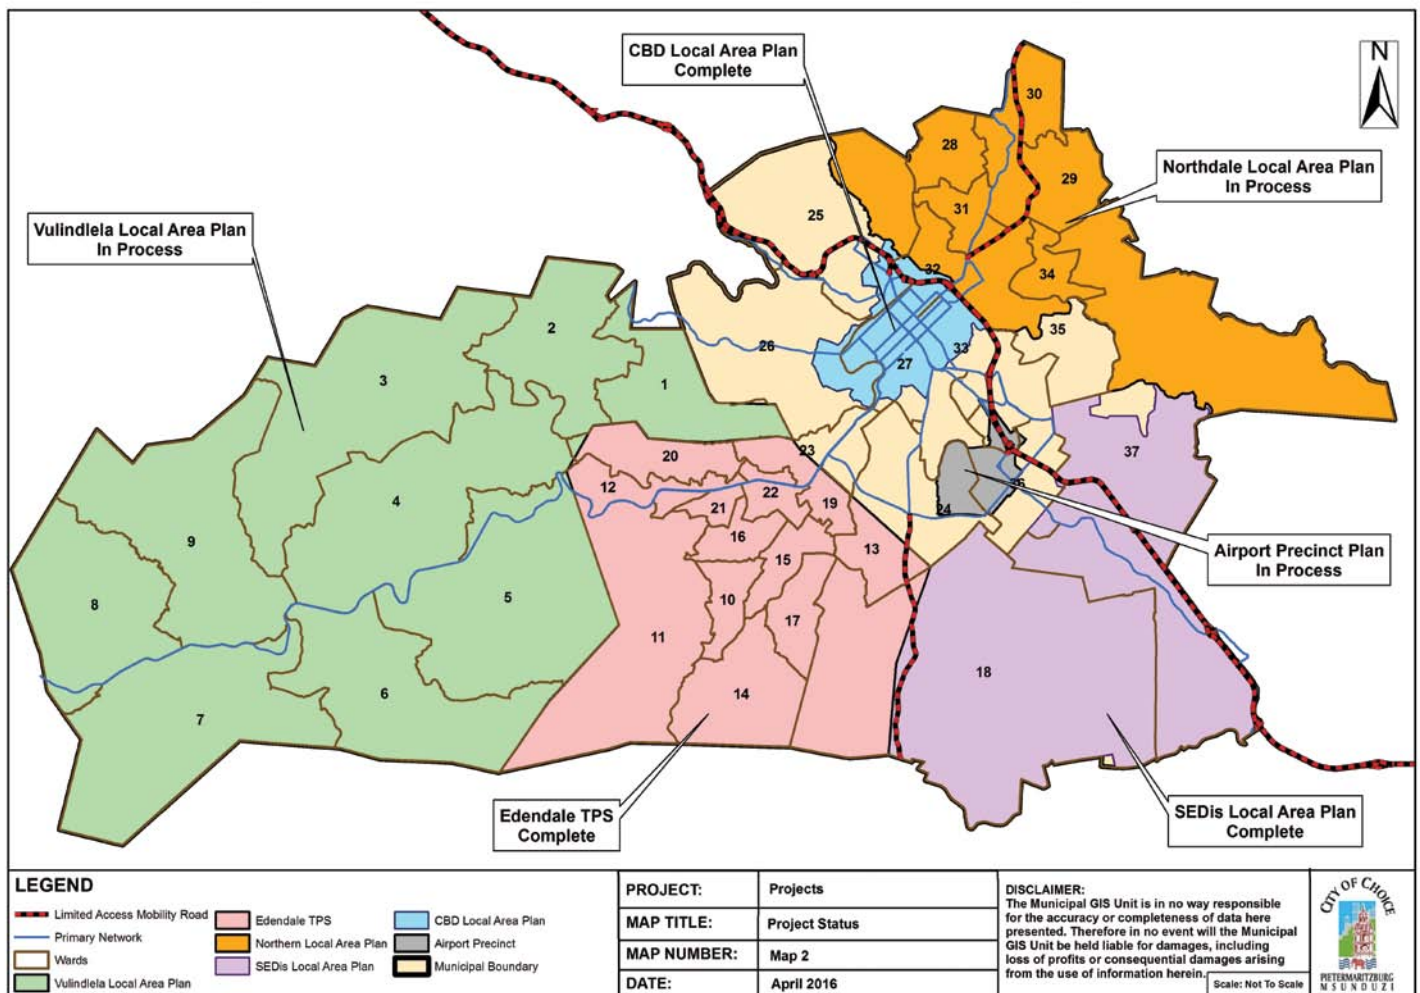 CBD Local Area Plan
Complete
N
Northdale Local Area Plan
In Process
Vulindlela Local Area Plan
In Process
Airport Precinct Plan
In Process
Edendale TPS
Complete
SEDis Local Area Plan
Complete
30
28
29
31
25
32
34
35
2
33
26
27
3
1
37
23
20
12
22
36
4
21
19
24
16
13
9
15
8
5
10
17
11
18
6
14
7
LEGEND
Limited Access Mobility Road
Primary Network
Wards
Vulindlela Local Area Plan
Edendale TPS
Northern Local Area Plan
SEDis Local Area Plan
CBD Local Area Plan
Airport Precinct
Municipal Boundary
PROJECT: Projects
MAP TITLE: Project Status
MAP NUMBER: Map 2
DATE: April 2016
DISCLAIMER:
The Municipal GIS Unit is in no way responsible
for the accuracy or completeness of data here
presented. Therefore in no event will the Municipal
GIS Unit be held liable for damages, including
loss of profits or consequential damages arising
from the use of information herein.
Scale: Not To Scale
CITY OF CHOICE
PIETERMARITZBURG
MSUNDUZI